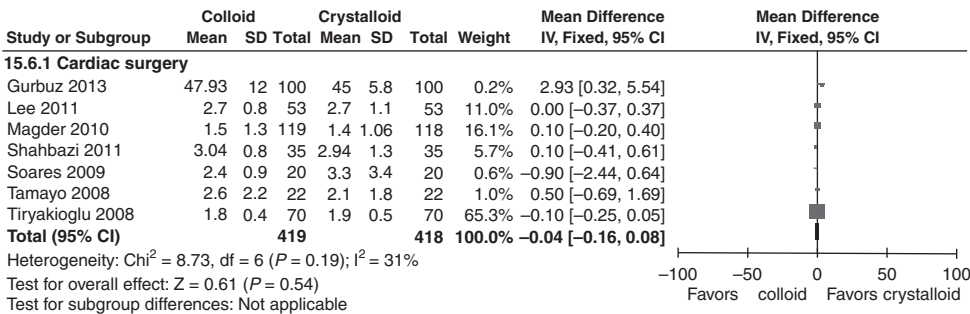 Colloid Crystalloid Mean Difference Mean Difference
Study or Subgroup Mean SD Total Mean SD Total Weight IV, Fixed, 95% CI IV, Fixed, 95% CI
15.6.1 Cardiac surgery
Gurbuz 2013 47.93 12 100 45 5.8 100 0.2% 2.93 [0.32, 5.54]
Lee 2011 2.7 0.8 53 2.7 1.1 53 11.0% 0.00 [−0.37, 0.37]
Magder 2010 1.5 1.3 119 1.4 1.06 118 16.1% 0.10 [−0.20, 0.40]
Shahbazi 2011 3.04 0.8 35 2.94 1.3 35 5.7% 0.10 [−0.41, 0.61]
Soares 2009 2.4 0.9 20 3.3 3.4 20 0.6% −0.90 [−2.44, 0.64]
Tamayo 2008 2.6 2.2 22 2.1 1.8 22 1.0% 0.50 [−0.69, 1.69]
Tiryakioglu 2008 1.8 0.4 70 1.9 0.5 70 65.3% −0.10 [−0.25, 0.05]
Total (95% CI) 419 418 100.0% −0.04 [−0.16, 0.08]
Heterogeneity: Chi² = 8.73, df = 6 (P = 0.19); I² = 31%
Test for overall effect: Z = 0.61 (P = 0.54)
Test for subgroup differences: Not applicable
−100 −50 0 50 100
Favors colloid Favors crystalloid